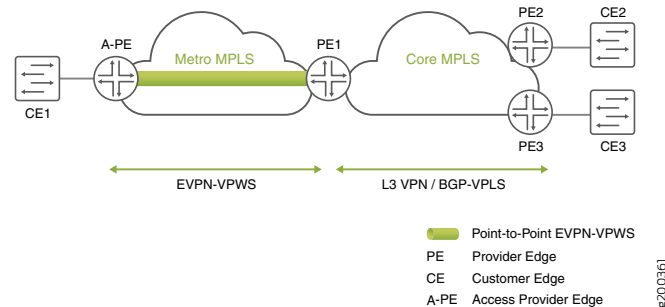 PE2
CE2
A-PE
Metro MPLS
PE1
Core MPLS
CE1
PE3
CE3
EVPN-VPWS
L3 VPN / BGP-VPLS
Point-to-Point EVPN-VPWS
PE Provider Edge
CE Customer Edge
A-PE Access Provider Edge
g200361